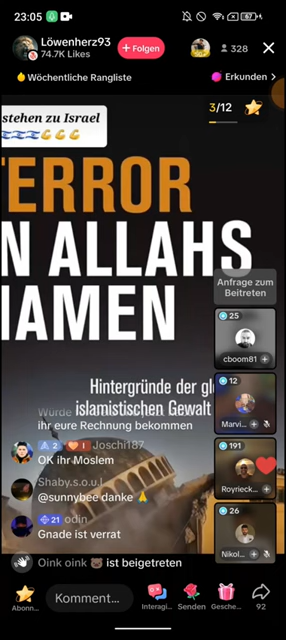 23:05
67
Löwenherz93
74.7K Likes
+ Folgen
328
Wöchentliche Rangliste
Erkunden >
stehen zu Israel
3/12
TERROR
N ALLAHS
NAMEN
Anfrage zum
Beitreten
25
cboom81
Hintergründe der gl
islamistischen Gewalt
ihr eure Rechnung bekommen
12
Marvi...
2 1 Joschi187
OK ihr Moslem
191
Royrieck...
Shaby.s.o.u.l
@sunnybee danke 🙏
26
Nikol...
21 odin
Gnade ist verrat
Oink oink 🐻 ist beigetreten
Abonn...
Komment...
Interagi...
Senden
Gesche...
92